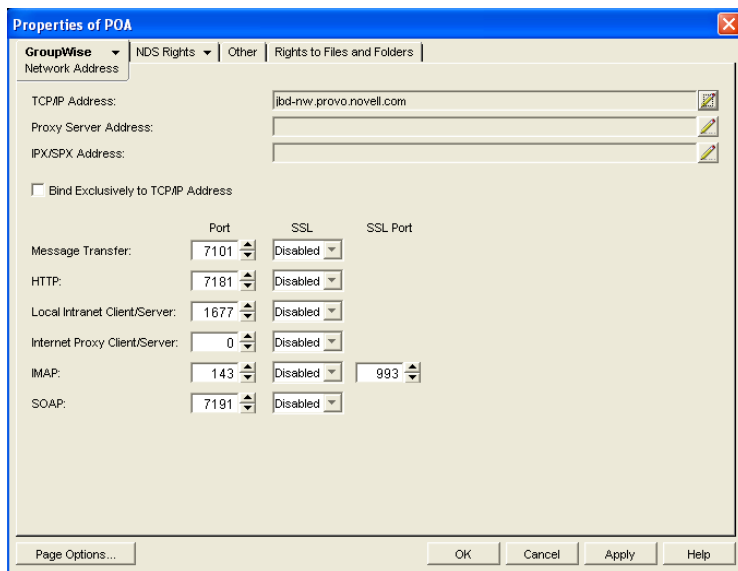 Properties of POA
GroupWise NDS Rights Other Rights to Files and Folders
Network Address
TCP/IP Address: jbd-nw.provo.novell.com
Proxy Server Address:
IPX/SPX Address:
Bind Exclusively to TCP/IP Address
Port SSL SSL Port
Message Transfer: 7101 Disabled
HTTP: 7181 Disabled
Local Intranet Client/Server: 1677 Disabled
Internet Proxy Client/Server: 0 Disabled
IMAP: 143 Disabled 993
SOAP: 7191 Disabled
Page Options... OK Cancel Apply Help